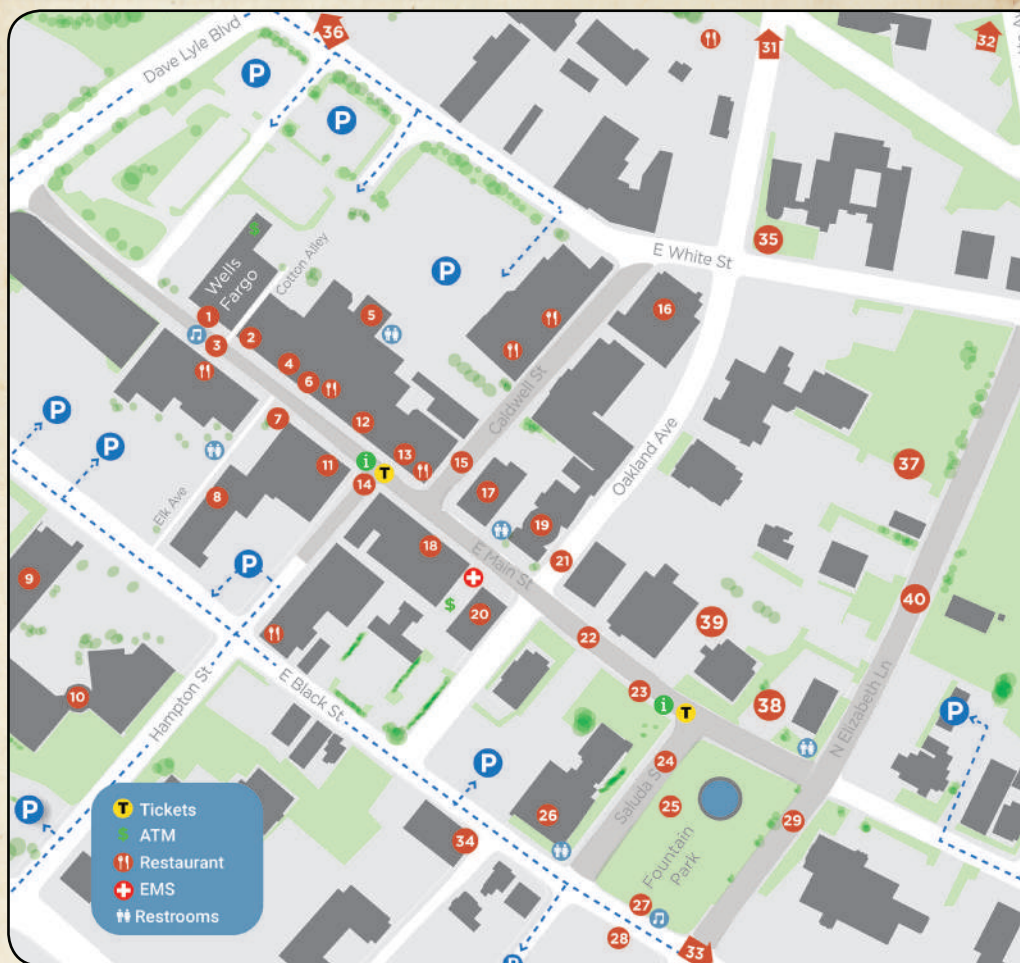 36
31
32
Dave Lyle Blvd
P
P
35
E White St
Wells
Fargo
$
Cotton Alley
P
5
16
1
2
3
4
6
Caldwell St
37
P
P
7
12
13
15
Oakland Ave
11
i
T
14
17
8
Elk Ave
19
E Main St
18
21
9
P
20
$
40
39
22
10
Hampton St
E Black St
23
i
T
38
N Elizabeth Ln
P
24
Saluda St
25
P
26
29
34
Fountain
Park
27
28
33
P
P
T Tickets
$ ATM
Restaurant
EMS
Restrooms